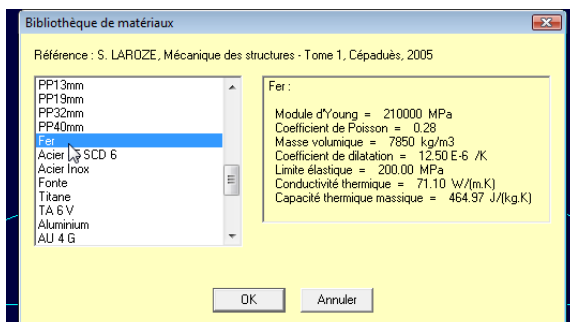 Bibliothèque de matériaux
Référence : S. LAROZE, Mécanique des structures - Tome 1, Cépaduès, 2005
PP13mm
PP19mm
PP32mm
PP40mm
Fer
Acier SCD 6
Acier Inox
Fonte
Titane
TA 6 V
Aluminium
AU 4 G
Fer :
Module d'Young = 210000 MPa
Coefficient de Poisson = 0.28
Masse volumique = 7850 kg/m3
Coefficient de dilatation = 12.50 E-6 /K
Limite élastique = 200.00 MPa
Conductivité thermique = 71.10 W/(m.K)
Capacité thermique massique = 464.97 J/(kg.K)
OK
Annuler